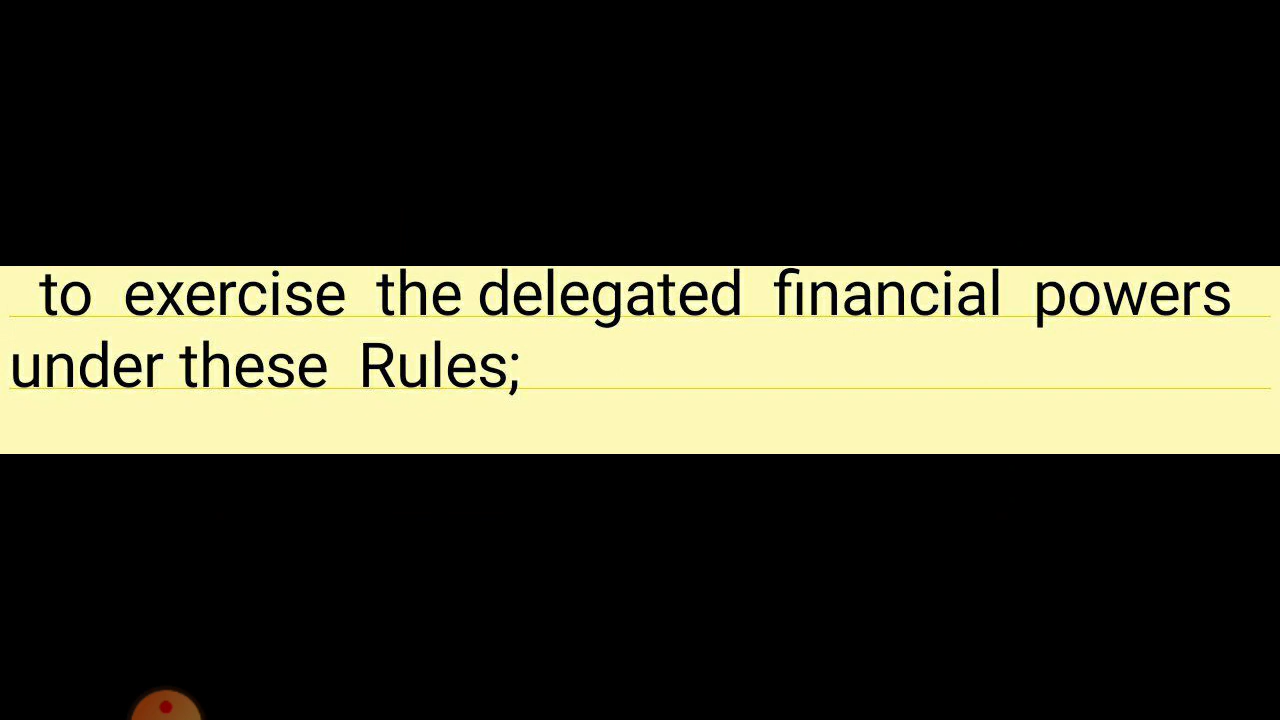 to exercise the delegated financial powers
under these Rules;